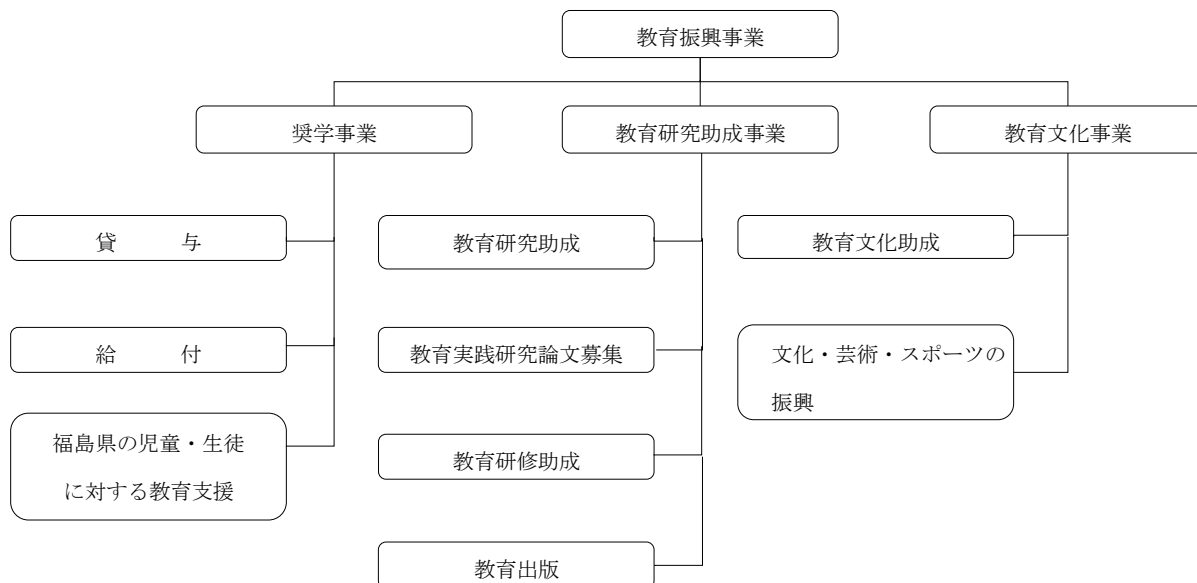 教育振興事業
奨学事業
教育研究助成事業
教育文化事業
貸　　　与
教育研究助成
教育文化助成
給　　　付
教育実践研究論文募集
文化・芸術・スポーツの
振興
福島県の児童・生徒
に対する教育支援
教育研修助成
教育出版